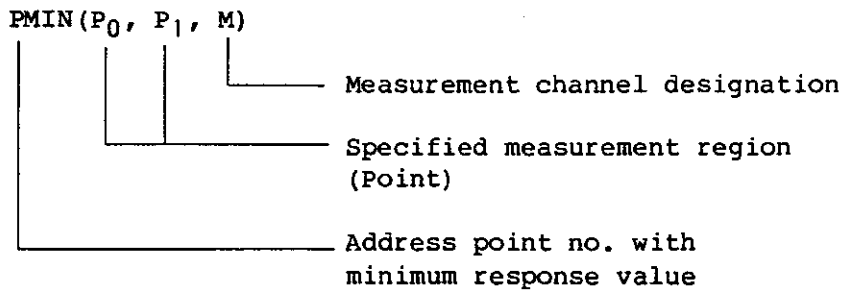 PMIN(P0, P1, M)
Measurement channel designation
Specified measurement region
(Point)
Address point no. with
minimum response value